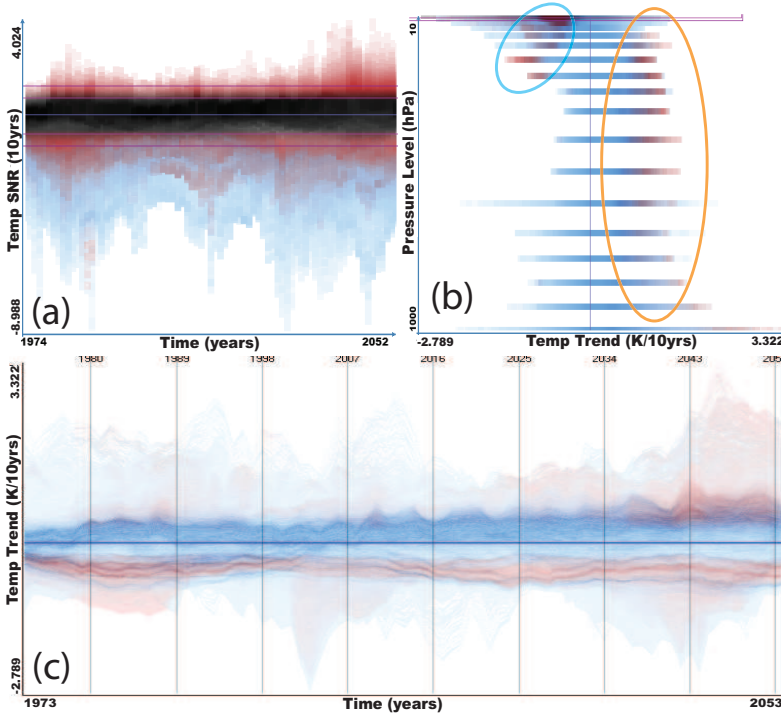 4.024
Temp SNR (10yrs)
-8.988
(a)
1974
Time (years)
2052
10
Pressure Level (hPa)
1000
(b)
-2.789
Temp Trend (K/10yrs)
3.322
1980
1989
1998
2007
2016
2025
2034
2043
205
3.322
Temp Trend (K/10yrs)
-2.789
(c)
1973
Time (years)
2053